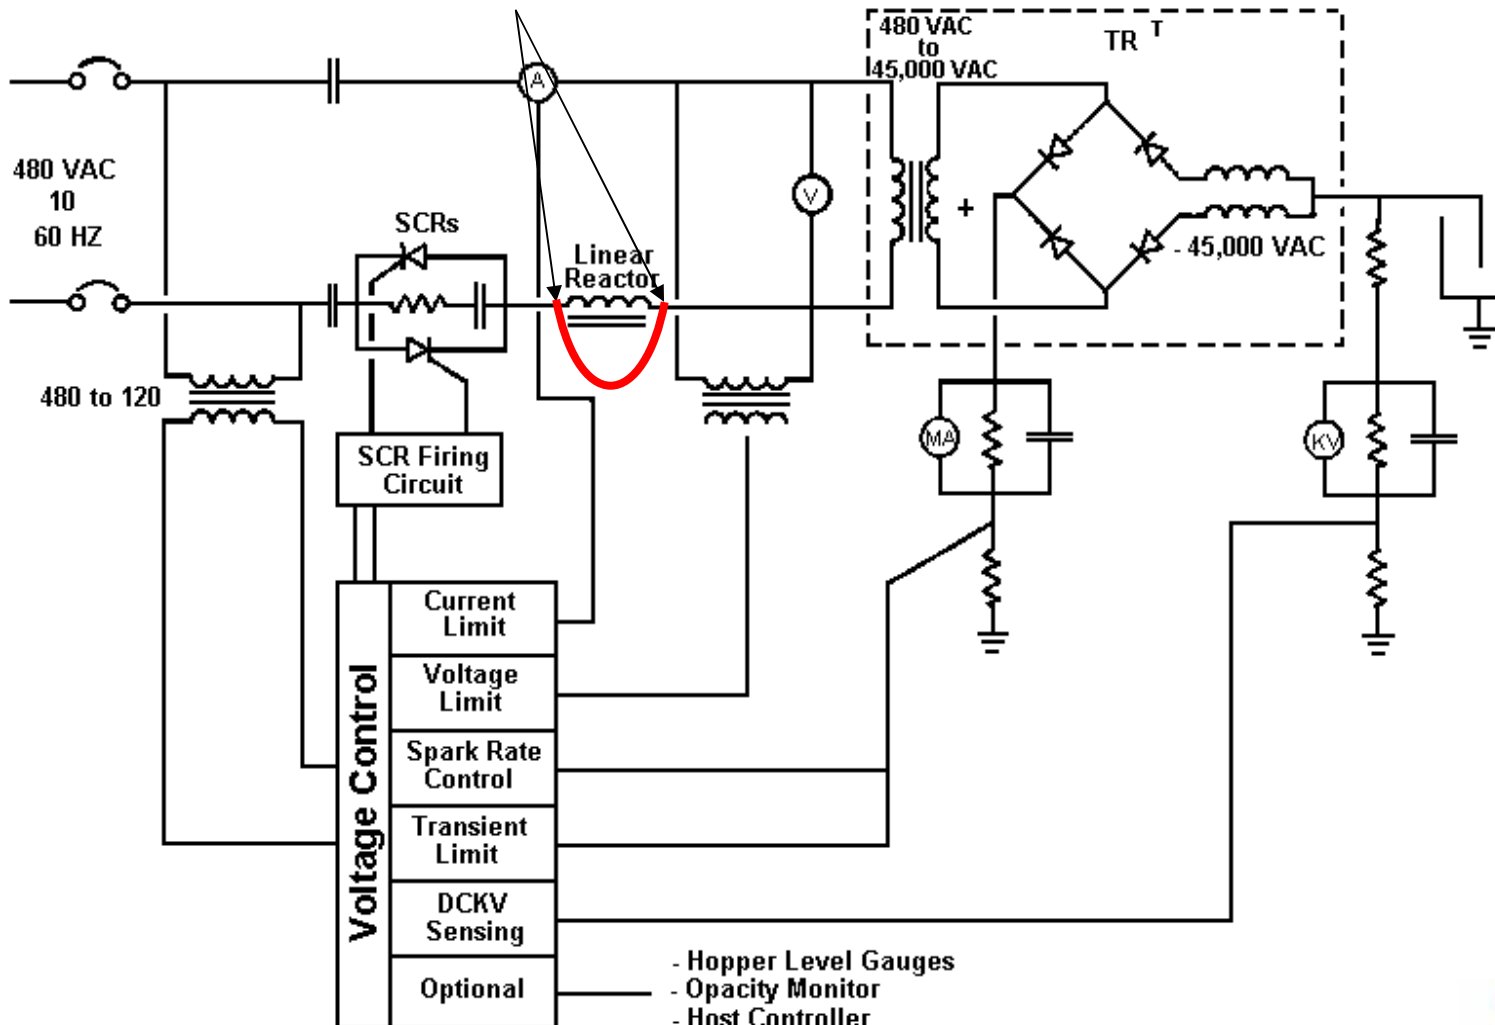 480 VAC
to
45,000 VAC
TR T
A
480 VAC
10
60 HZ
V
SCRs
+
Linear
Reactor
- 45,000 VAC
480 to 120
MA
KV
SCR Firing
Circuit
Voltage Control
Current
Limit
Voltage
Limit
Spark Rate
Control
Transient
Limit
DCKV
Sensing
Optional
- Hopper Level Gauges
- Opacity Monitor
- Host Controller